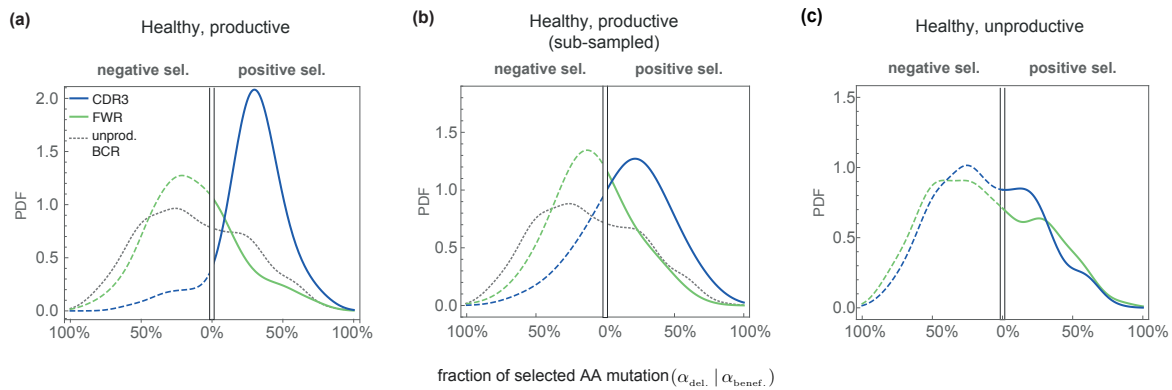 (a)
Healthy, productive
negative sel. positive sel.
2.0
1.5
1.0
0.5
0.0
PDF
CDR3
FWR
unprod.
BCR
100% 50% 0% 50% 100%
(b)
Healthy, productive
(sub-sampled)
negative sel. positive sel.
1.5
1.0
0.5
0.0
PDF
100% 50% 0% 50% 100%
(c)
Healthy, unproductive
negative sel. positive sel.
1.5
1.0
0.5
0.0
PDF
100% 50% 0% 50% 100%
fraction of selected AA mutation(α_del. | α_benef.)